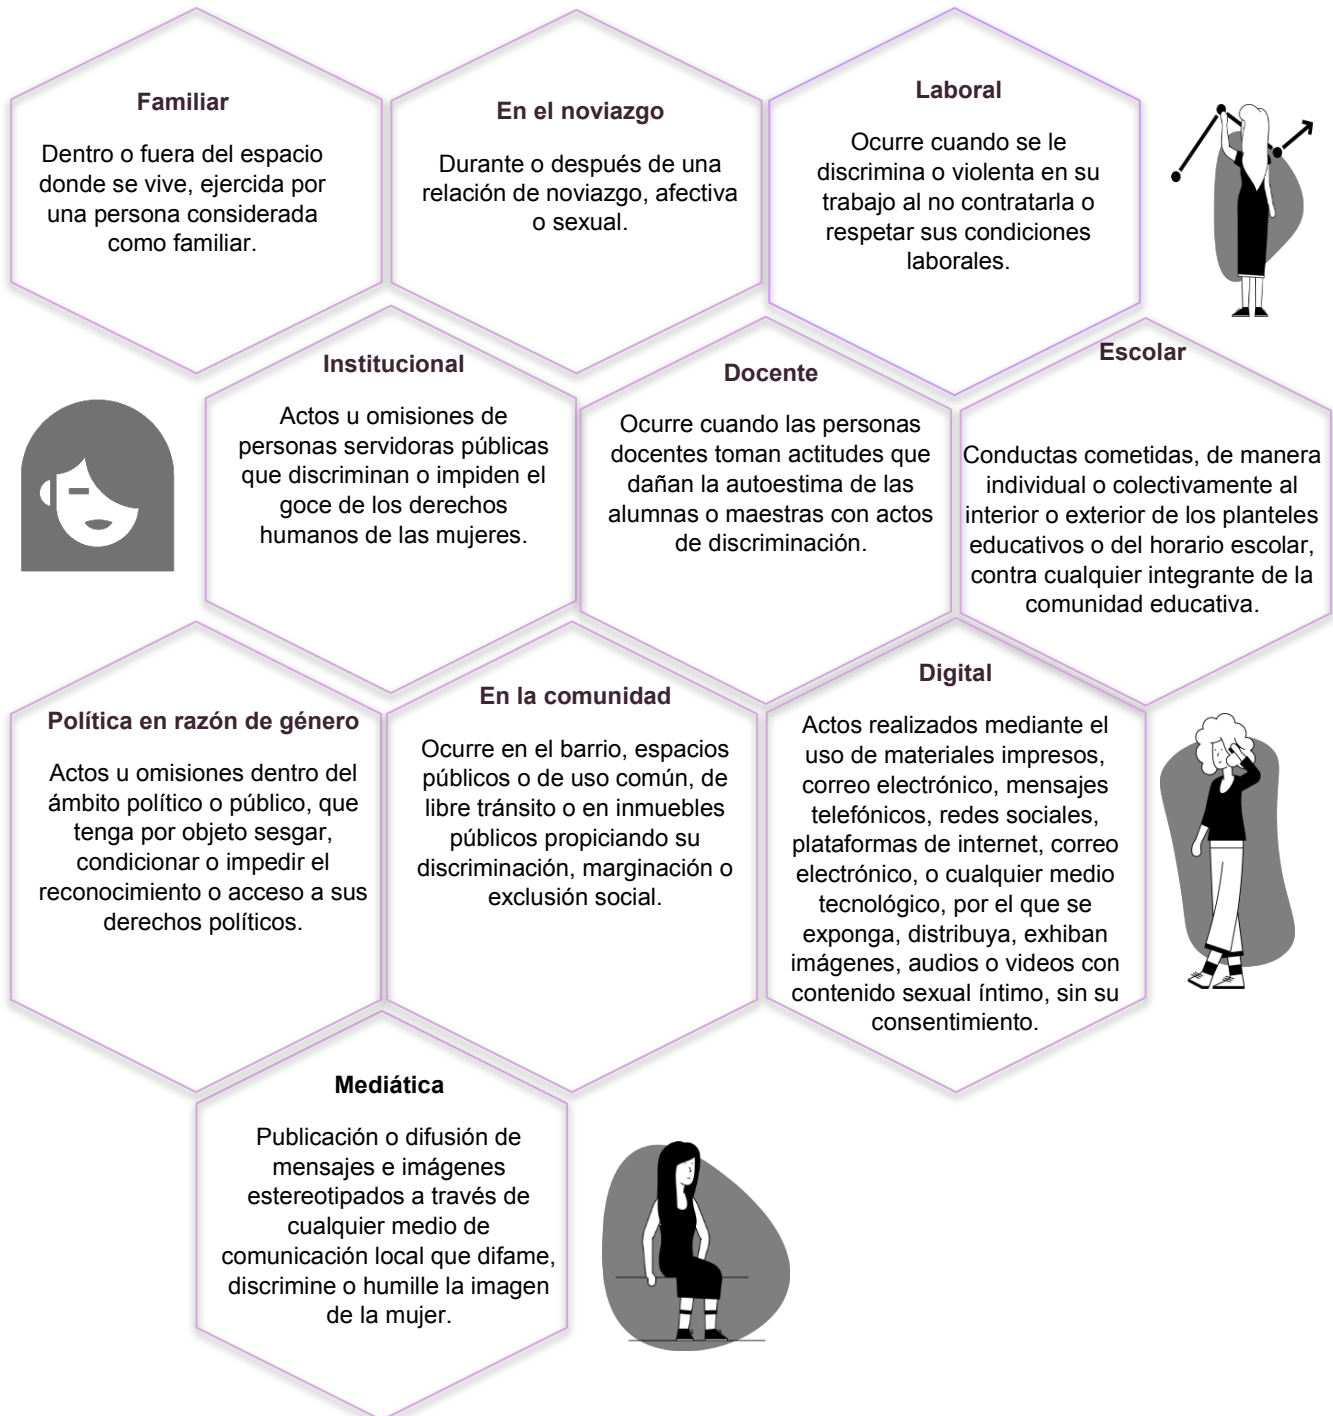 Familiar
Dentro o fuera del espacio
donde se vive, ejercida por
una persona considerada
como familiar.
En el noviazgo
Durante o después de una
relación de noviazgo, afectiva
o sexual.
Laboral
Ocurre cuando se le
discrimina o violenta en su
trabajo al no contratarla o
respetar sus condiciones
laborales.
Institucional
Actos u omisiones de
personas servidoras públicas
que discriminan o impiden el
goce de los derechos
humanos de las mujeres.
Docente
Ocurre cuando las personas
docentes toman actitudes que
dañan la autoestima de las
alumnas o maestras con actos
de discriminación.
Escolar
Conductas cometidas, de manera
individual o colectivamente al
interior o exterior de los planteles
educativos o del horario escolar,
contra cualquier integrante de la
comunidad educativa.
Política en razón de género
Actos u omisiones dentro del
ámbito político o público, que
tenga por objeto sesgar,
condicionar o impedir el
reconocimiento o acceso a sus
derechos políticos.
En la comunidad
Ocurre en el barrio, espacios
públicos o de uso común, de
libre tránsito o en inmuebles
públicos propiciando su
discriminación, marginación o
exclusión social.
Digital
Actos realizados mediante el
uso de materiales impresos,
correo electrónico, mensajes
telefónicos, redes sociales,
plataformas de internet, correo
electrónico, o cualquier medio
tecnológico, por el que se
exponga, distribuya, exhiban
imágenes, audios o videos con
contenido sexual íntimo, sin su
consentimiento.
Mediática
Publicación o difusión de
mensajes e imágenes
estereotipados a través de
cualquier medio de
comunicación local que difame,
discrimine o humille la imagen
de la mujer.